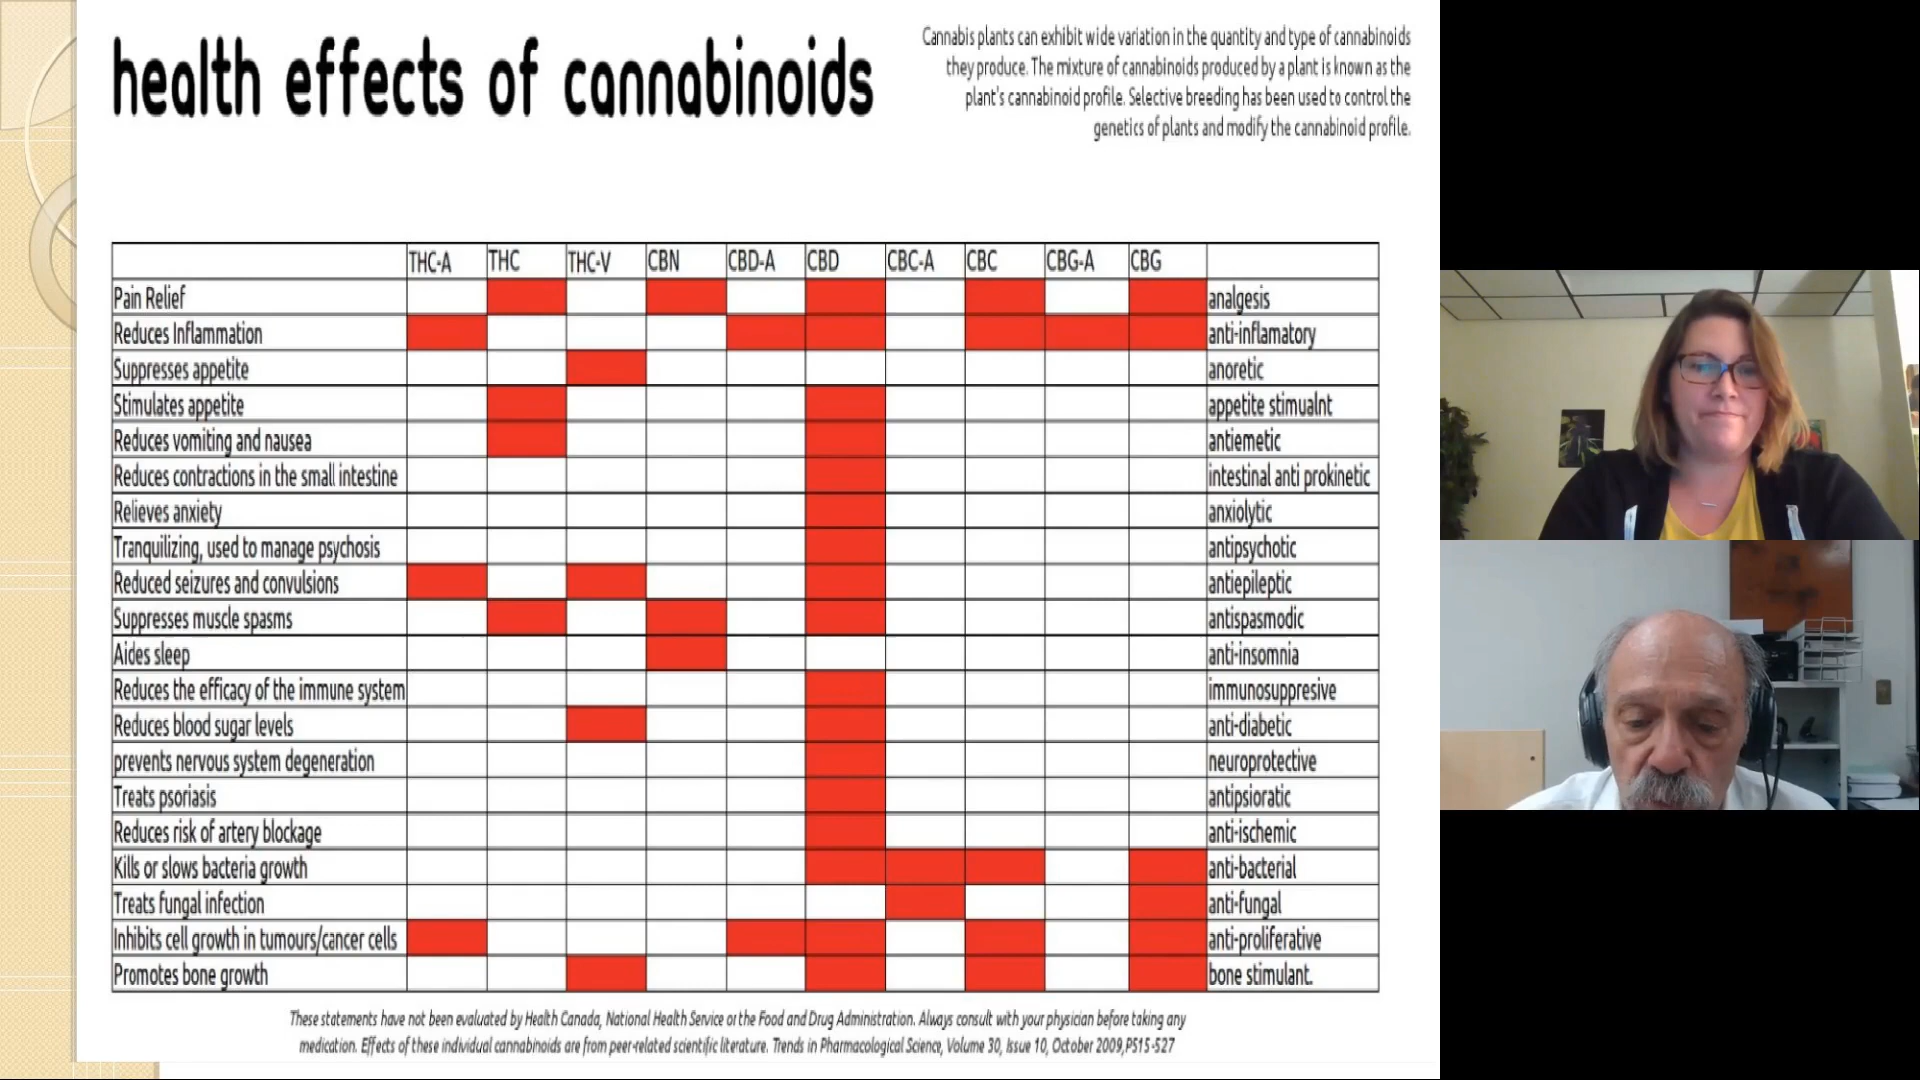 health effects of cannabinoids
Cannabis plants can exhibit wide variation in the quantity and type of cannabinoids
they produce. The mixture of cannabinoids produced by a plant is known as the
plant's cannabinoid profile. Selective breeding has been used to control the
genetics of plants and modify the cannabinoid profile.
THC-A THC THC-V CBN CBD-A CBD CBC-A CBC CBG-A CBG
Pain Relief analgesis
Reduces Inflammation anti-inflamatory
Suppresses appetite anoretic
Stimulates appetite appetite stimualnt
Reduces vomiting and nausea antiemetic
Reduces contractions in the small intestine intestinal anti prokinetic
Relieves anxiety anxiolytic
Tranquilizing, used to manage psychosis antipsychotic
Reduced seizures and convulsions antiepileptic
Suppresses muscle spasms antispasmodic
Aides sleep anti-insomnia
Reduces the efficacy of the immune system immunosuppresive
Reduces blood sugar levels anti-diabetic
prevents nervous system degeneration neuroprotective
Treats psoriasis antipsioratic
Reduces risk of artery blockage anti-ischemic
Kills or slows bacteria growth anti-bacterial
Treats fungal infection anti-fungal
Inhibits cell growth in tumours/cancer cells anti-proliferative
Promotes bone growth bone stimulant.
These statements have not been evaluated by Health Canada, National Health Service or the Food and Drug Administration. Always consult with your physician before taking any
medication. Effects of these individual cannabinoids are from peer-related scientific literature. Trends in Pharmacological Science, Volume 30, Issue 10, October 2009,P515-527